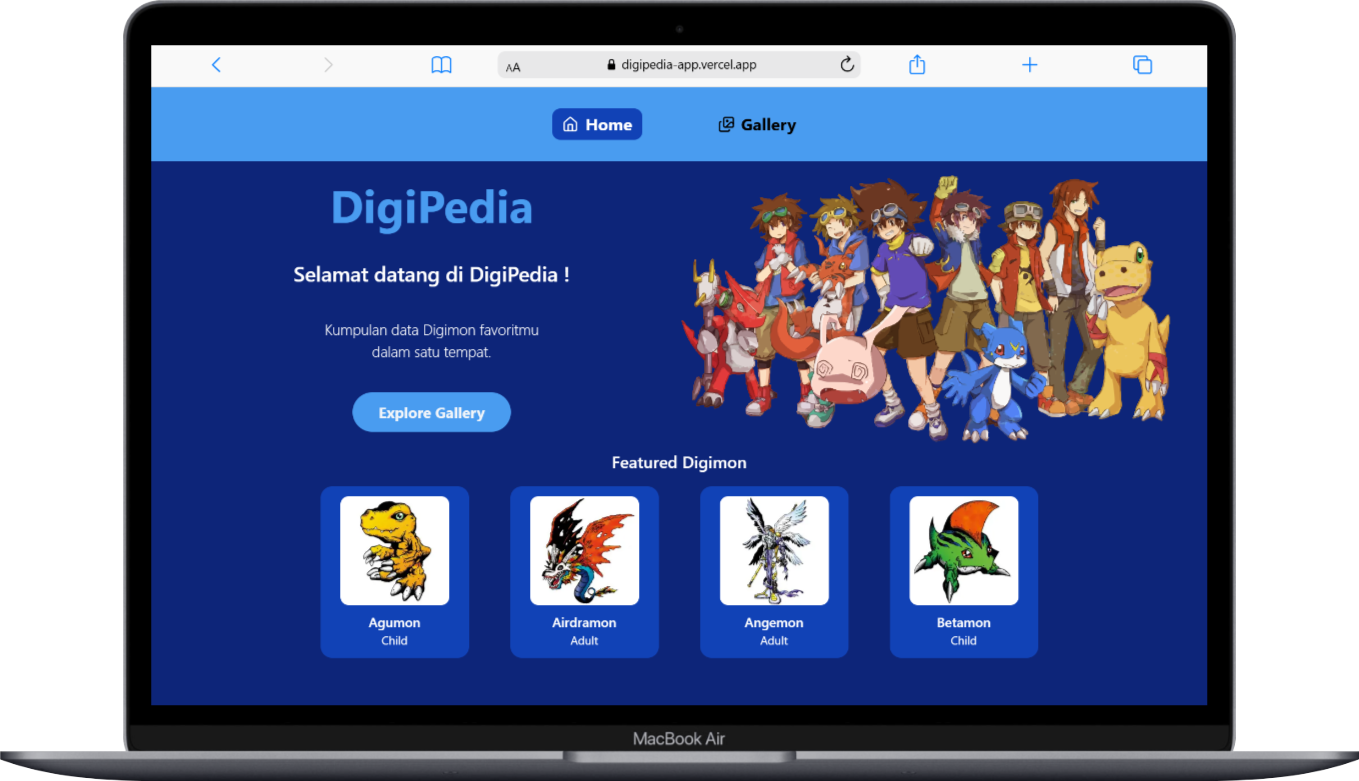 AA
digipedia-app.vercel.app
Home
Gallery
DigiPedia
Selamat datang di DigiPedia !
Kumpulan data Digimon favoritmu
dalam satu tempat.
Explore Gallery
Featured Digimon
Agumon
Child
Airdramon
Adult
Angemon
Adult
Betamon
Child
MacBook Air